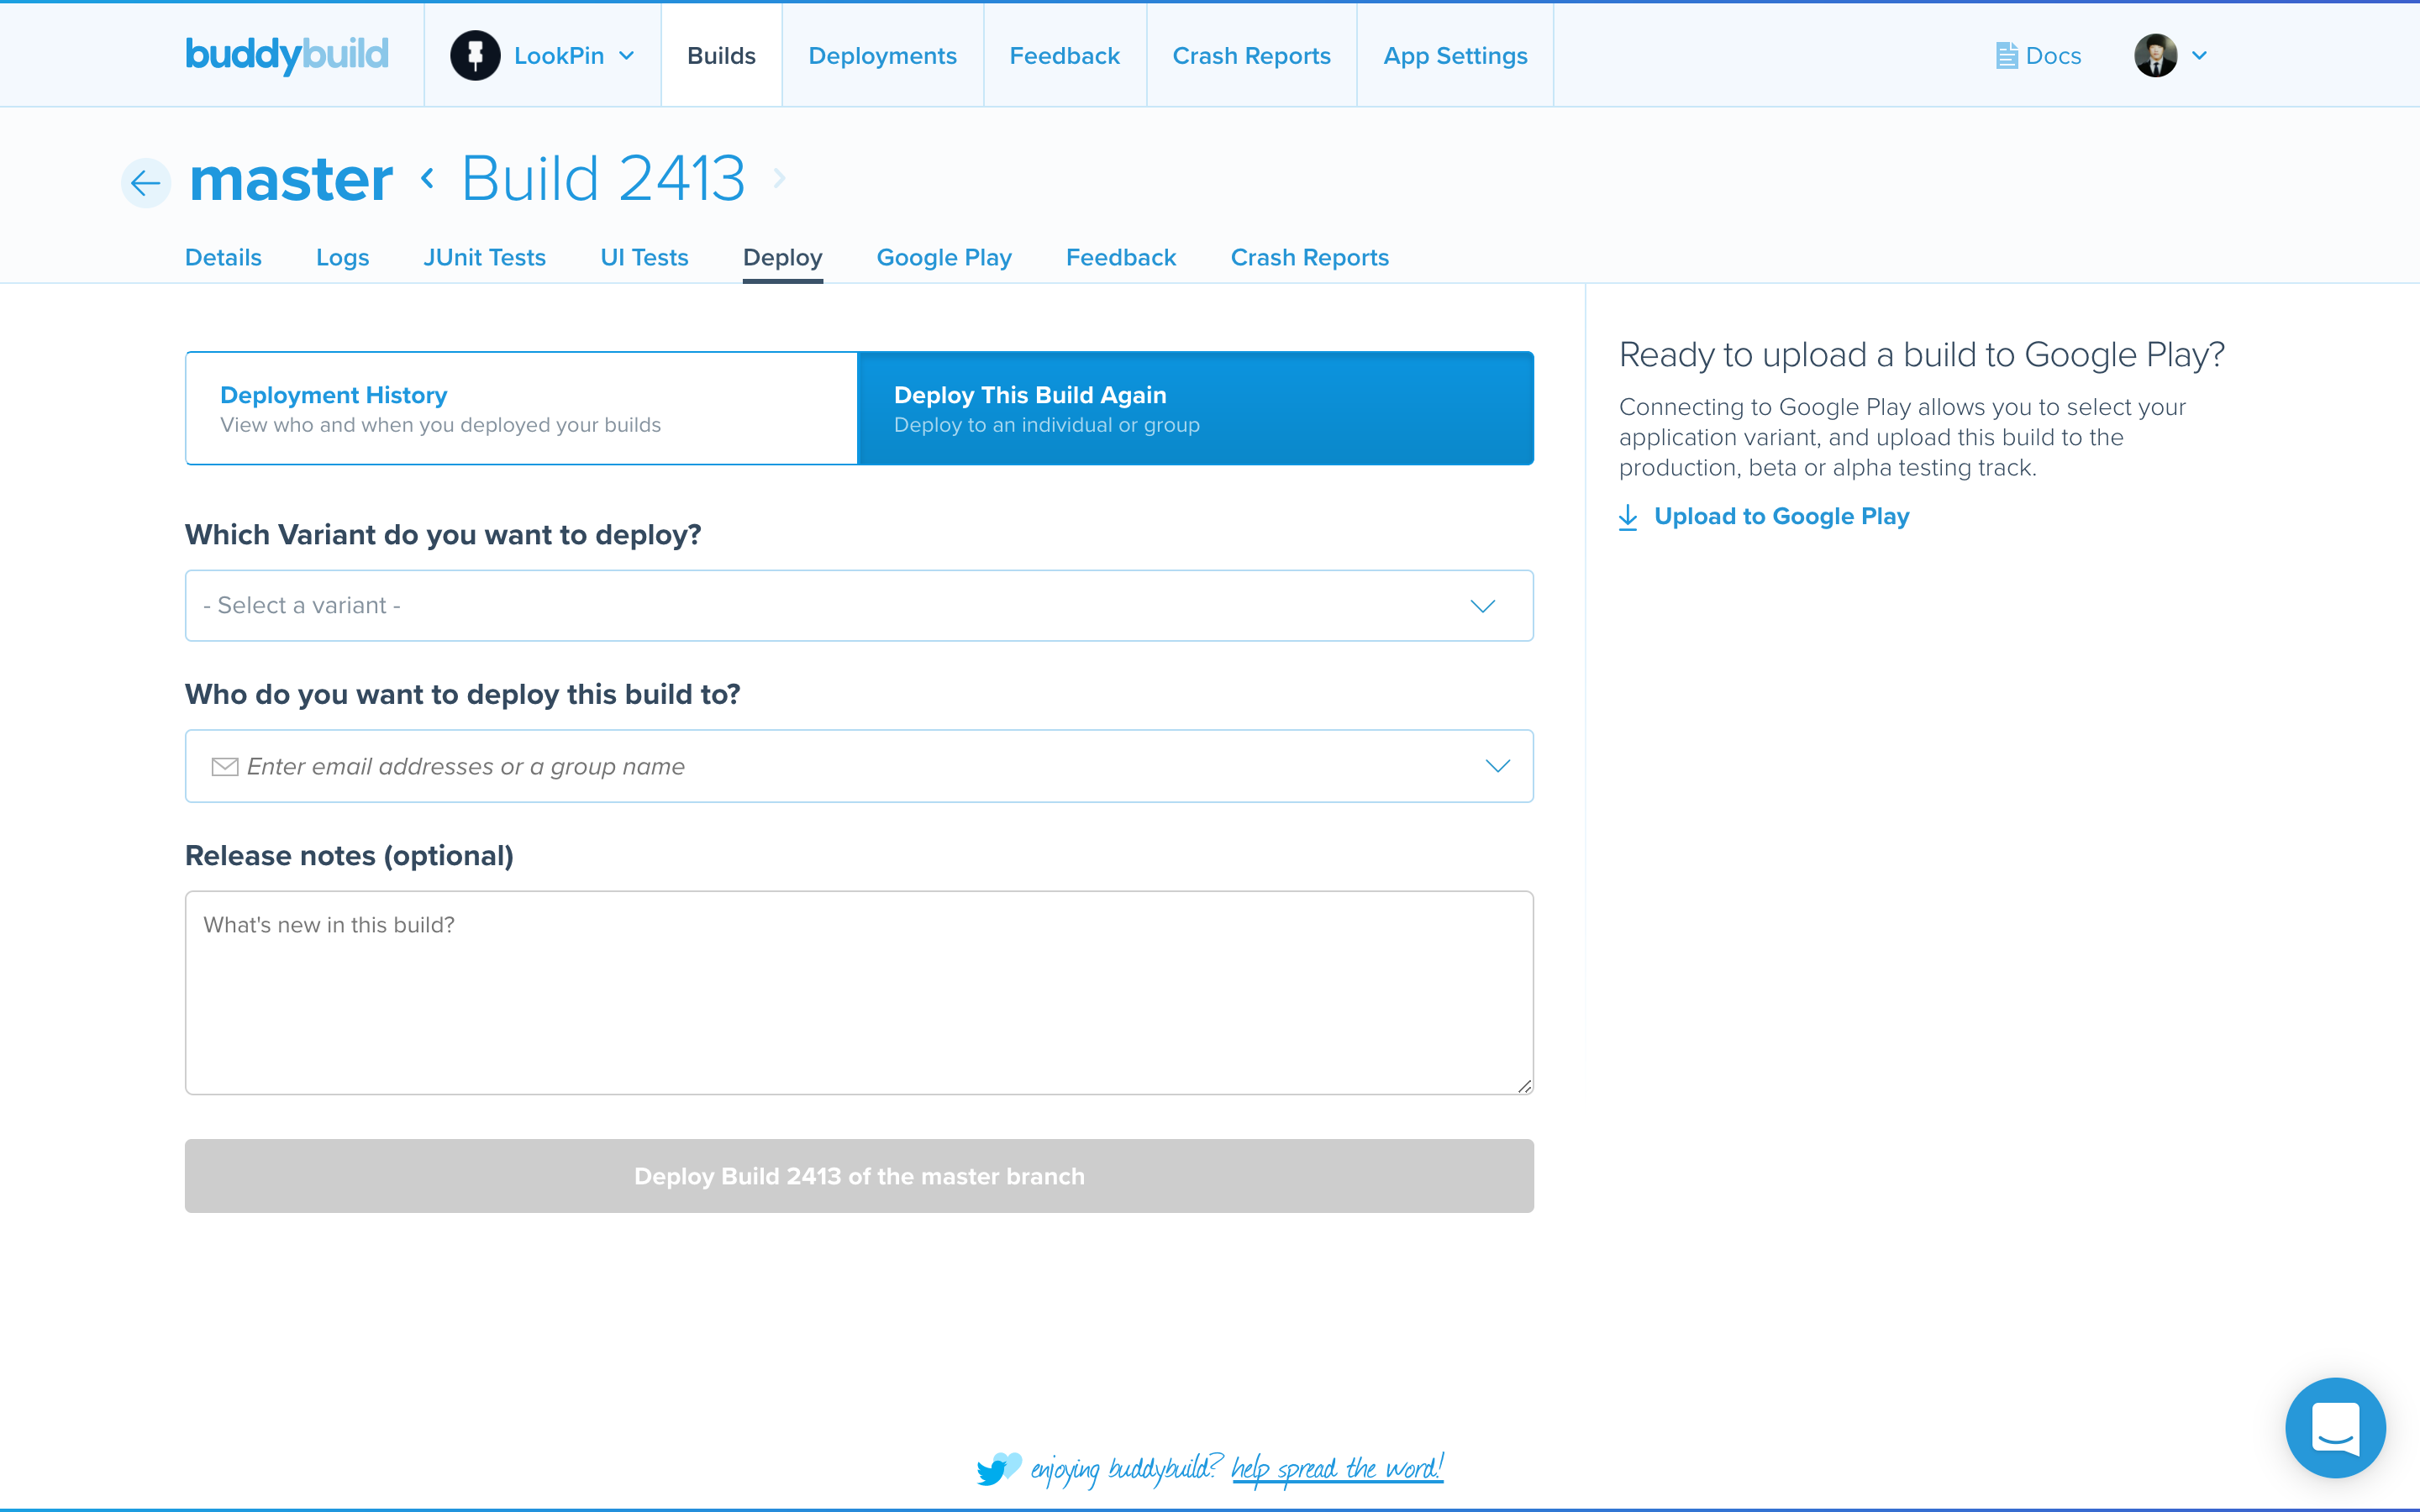 buddybuild
LookPin
Builds
Deployments
Feedback
Crash Reports
App Settings
Docs
master
Build 2413
Details
Logs
JUnit Tests
UI Tests
Deploy
Google Play
Feedback
Crash Reports
Deployment History
View who and when you deployed your builds
Deploy This Build Again
Deploy to an individual or group
Which Variant do you want to deploy?
- Select a variant -
Who do you want to deploy this build to?
Enter email addresses or a group name
Release notes (optional)
What's new in this build?
Deploy Build 2413 of the master branch
Ready to upload a build to Google Play?
Connecting to Google Play allows you to select your
application variant, and upload this build to the
production, beta or alpha testing track.
Upload to Google Play
enjoying buddybuild? help spread the word!